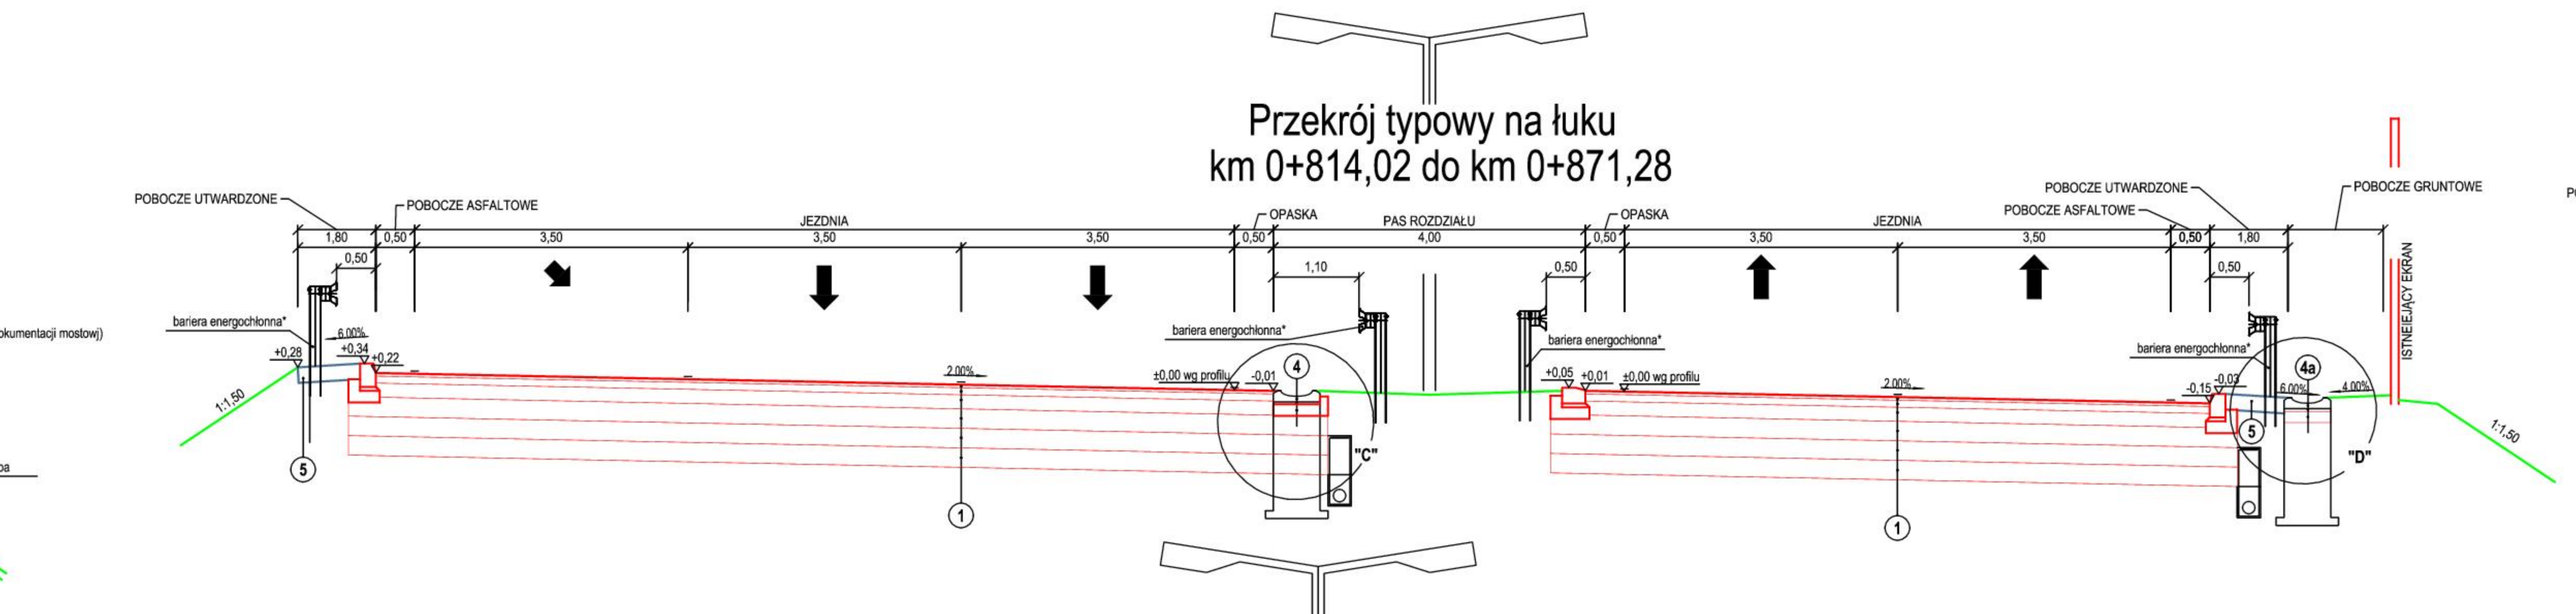 Przekrój typowy na łuku
km 0+814,02 do km 0+871,28
POBOCZE UTWARDZONE
POBOCZE ASFALTOWE
JEZDNIA
OPASKA
PAS ROZDZIAŁU
OPASKA
JEZDNIA
POBOCZE UTWARDZONE
POBOCZE ASFALTOWE
POBOCZE GRUNTOWE
1,80
0,50
3,50
3,50
3,50
0,50
4,00
0,50
3,50
3,50
0,50
1,80
0,50
1,10
0,50
0,50
ISTNEIEJĄCY EKRAN
okumentacji mostowj)
bariera energochłonna*
6.00%
+0,28
+0,34
+0,22
1:1,50
2.00%
bariera energochłonna*
±0,00 wg profilu
-0,01
4
"C"
bariera energochłonna*
+0,05
+0,01
±0,00 wg profilu
2.00%
bariera energochłonna*
-0,15
-0,03
6.00%
4a
4.00%
1:1,50
5
"D"
5
1
1